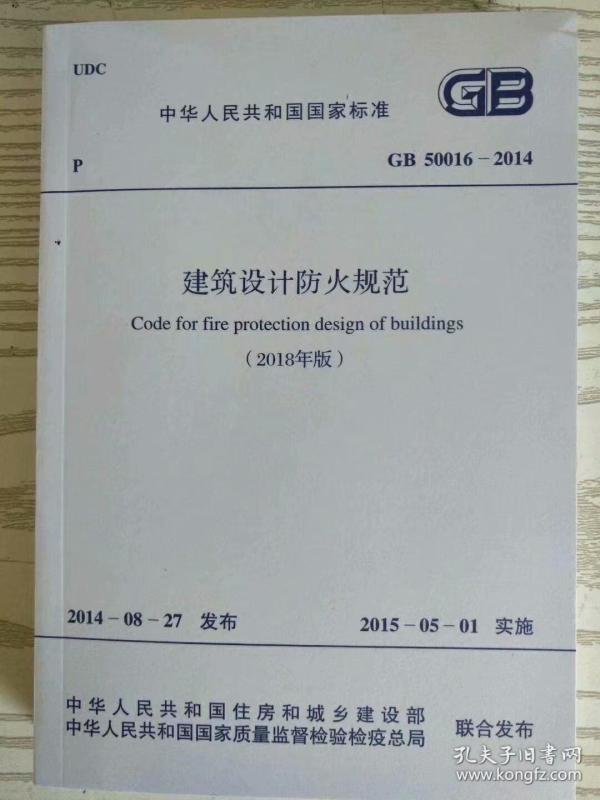 UDC
GB
中华人民共和国国家标准
P
GB 50016－2014
建筑设计防火规范
Code for fire protection design of buildings
（2018年版）
2014－08－27 发布
2015－05－01 实施
中华人民共和国住房和城乡建设部
中华人民共和国国家质量监督检验检疫总局
联合发布
孔夫子旧书网
www.kongfz.com